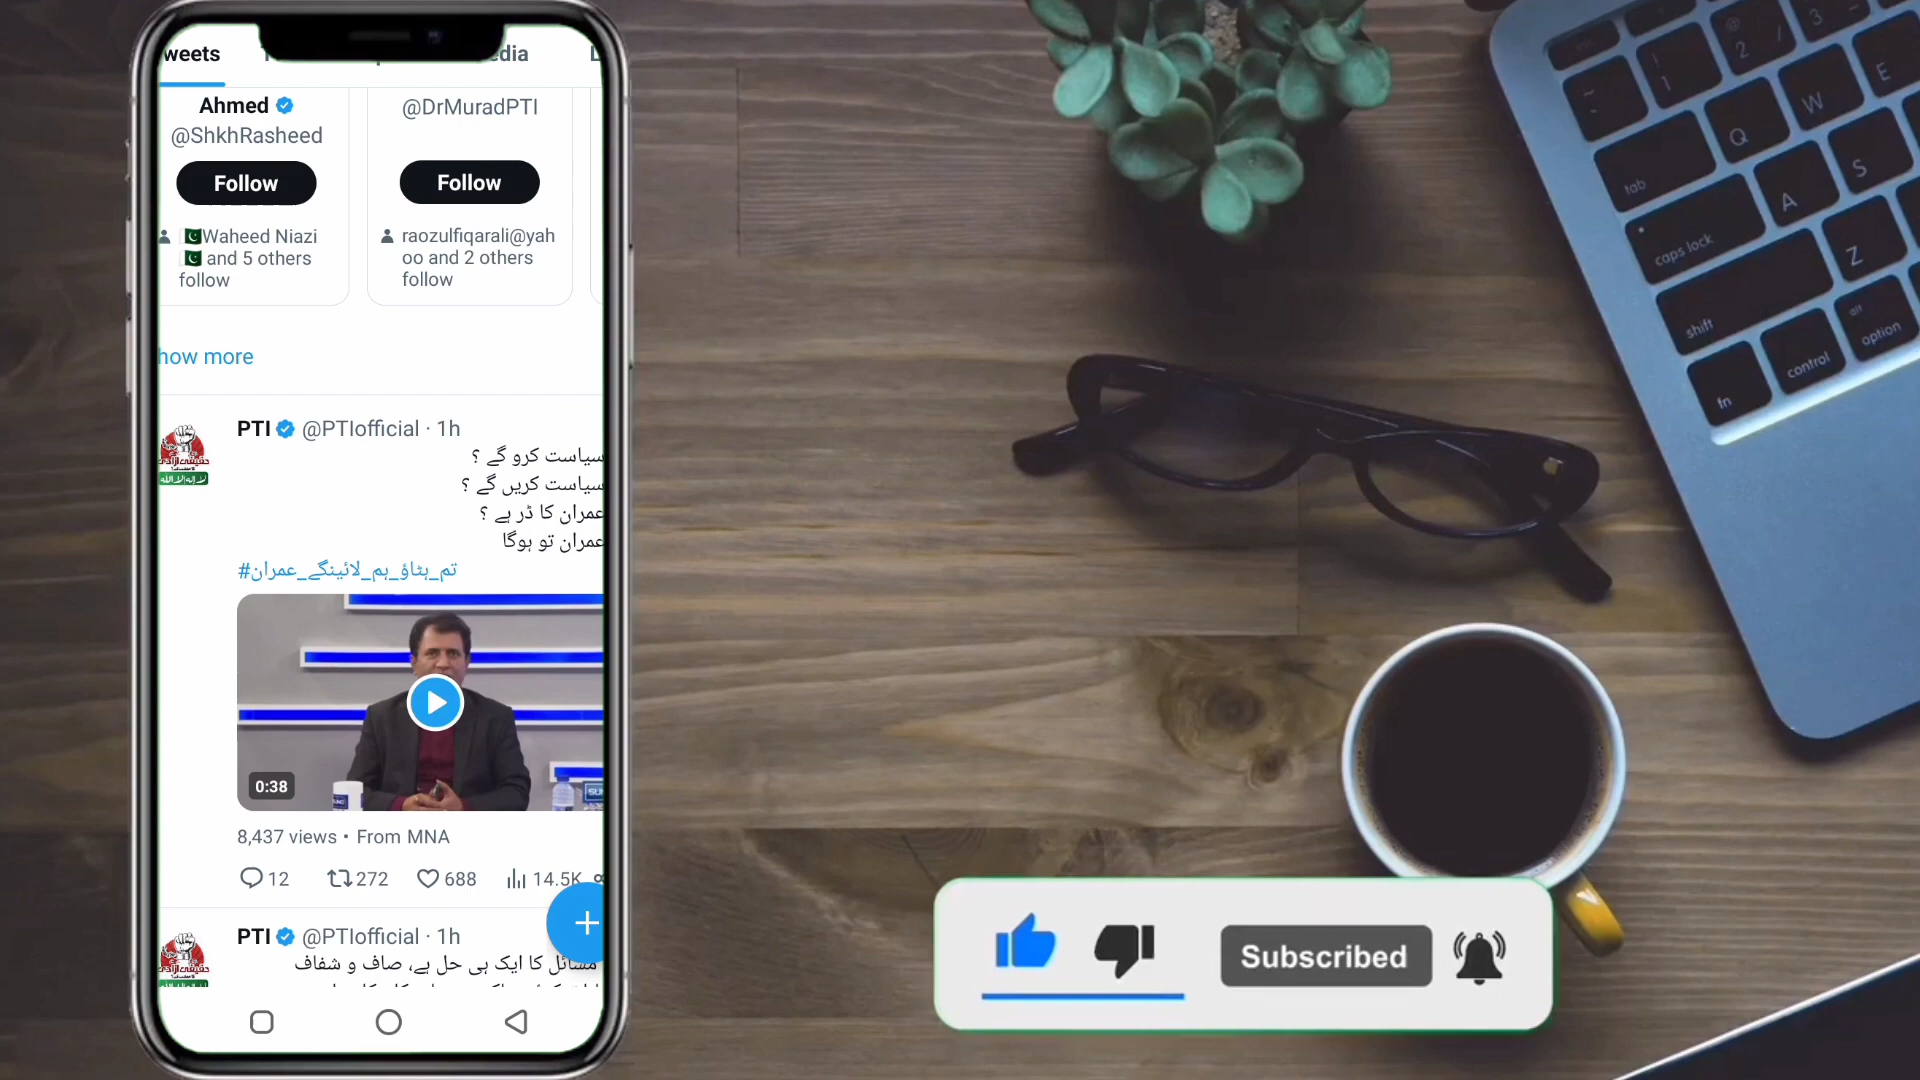 weets
edia
Ahmed
@ShkhRasheed
Follow
Waheed Niazi
and 5 others
follow
@DrMuradPTI
Follow
raozulfiqarali@yah
oo and 2 others
follow
how more
PTI @PTIofficial · 1h
سیاست کرو گے ؟
سیاست کریں گے ؟
عمران کا ڈر ہے ؟
عمران تو ہوگا
#تم_ہٹاؤ_ہم_لائینگے_عمران
0:38
8,437 views • From MNA
12 272 688 14.5K
PTI @PTIofficial · 1h
مسائل کا ایک ہی حل ہے، صاف و شفاف
Subscribed
1
2
3
Q
W
E
tab
A
S
caps lock
Z
shift
fn
control
alt
option